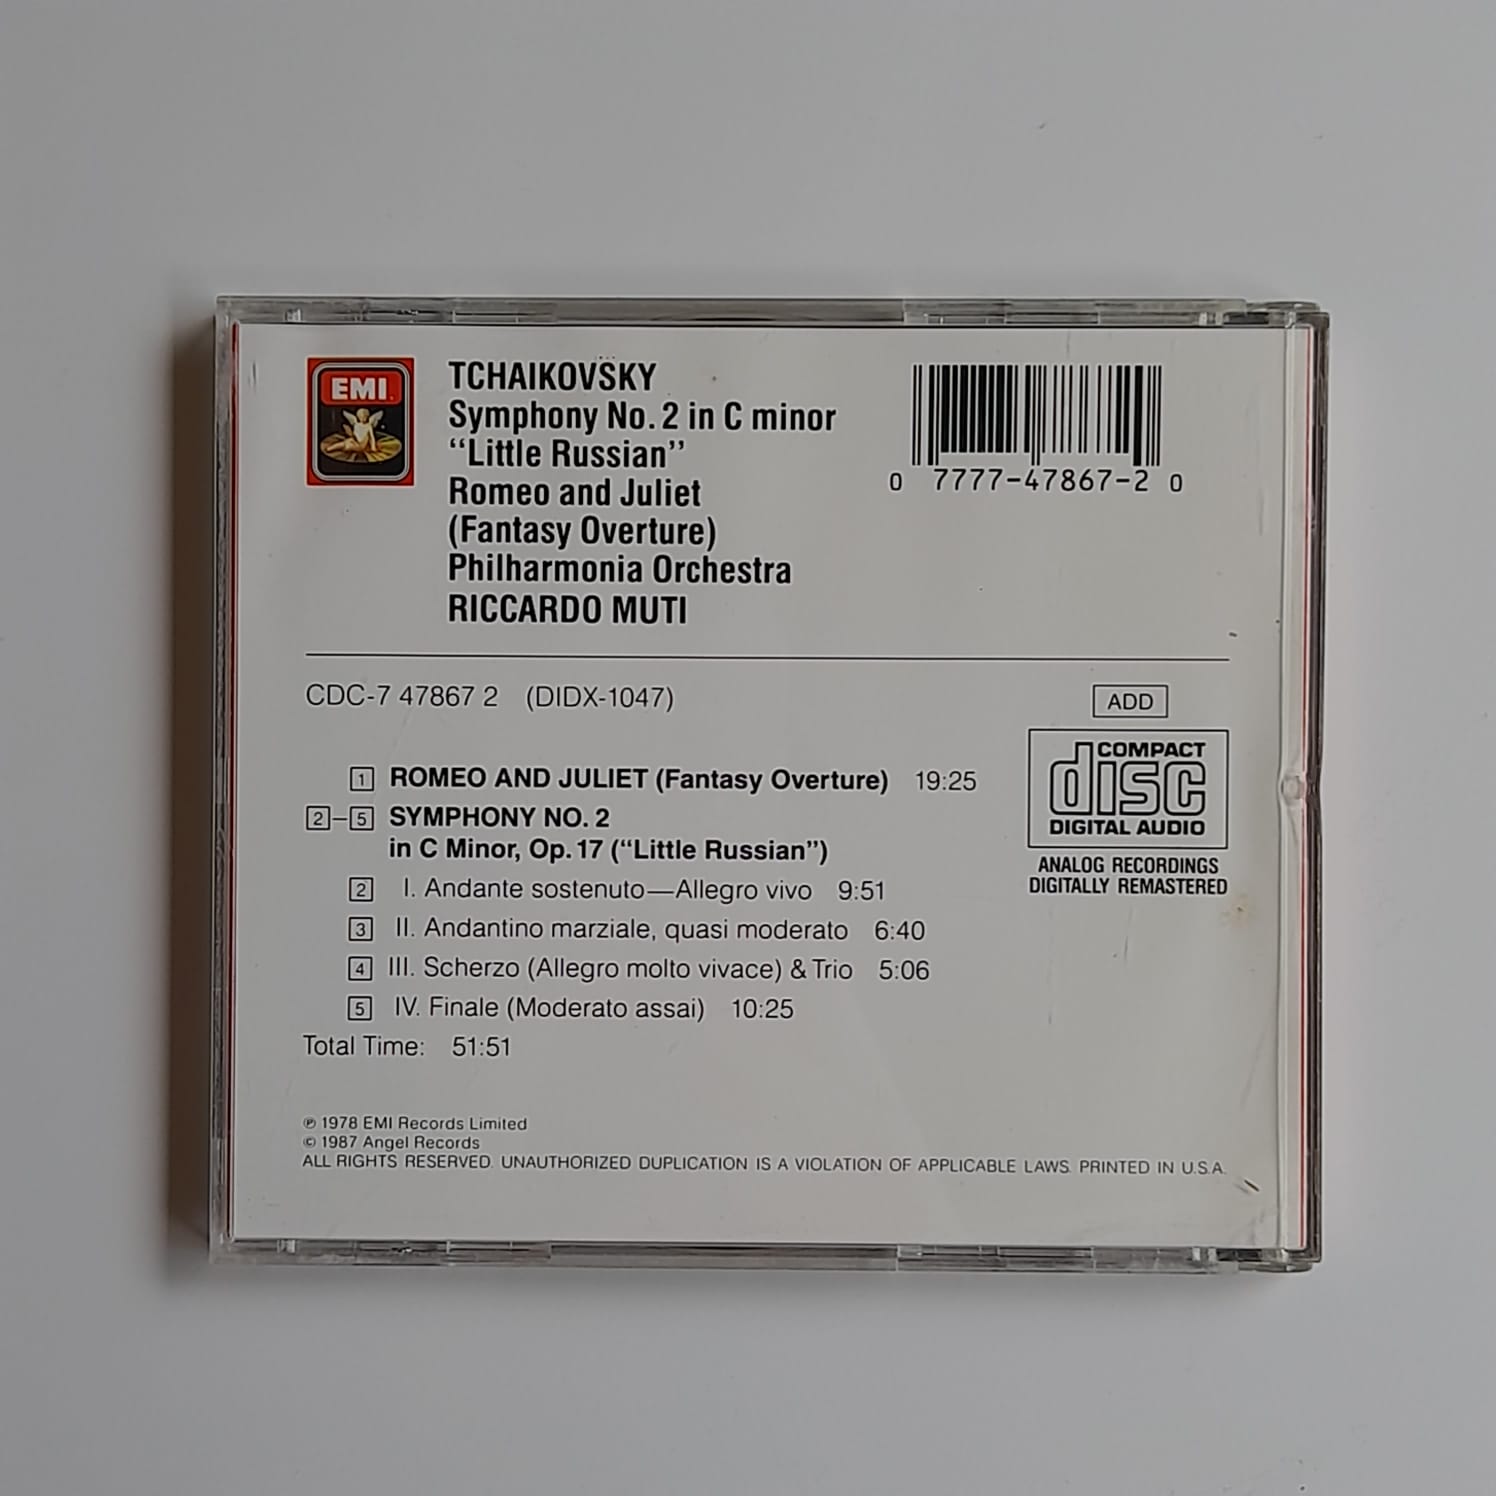 EMI
TCHAIKOVSKY
Symphony No. 2 in C minor
“Little Russian”
Romeo and Juliet
(Fantasy Overture)
Philharmonia Orchestra
RICCARDO MUTI
0 7777-47867-2 0
CDC-7 47867 2 (DIDX-1047)
ADD
COMPACT
disc
DIGITAL AUDIO
ANALOG RECORDINGS
DIGITALLY REMASTERED
1 ROMEO AND JULIET (Fantasy Overture) 19:25
2–5 SYMPHONY NO. 2
in C Minor, Op. 17 (“Little Russian”)
2 I. Andante sostenuto—Allegro vivo 9:51
3 II. Andantino marziale, quasi moderato 6:40
4 III. Scherzo (Allegro molto vivace) & Trio 5:06
5 IV. Finale (Moderato assai) 10:25
Total Time: 51:51
℗ 1978 EMI Records Limited
© 1987 Angel Records
ALL RIGHTS RESERVED. UNAUTHORIZED DUPLICATION IS A VIOLATION OF APPLICABLE LAWS. PRINTED IN U.S.A.